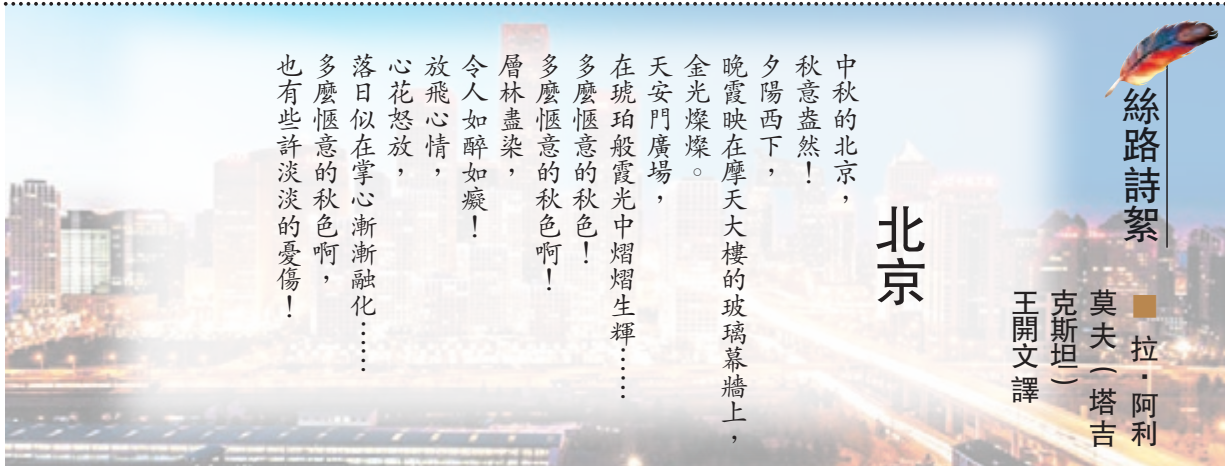 絲路詩絮
■ 拉·阿利
莫夫(塔吉
克斯坦)
王開文 譯
北京
中秋的北京，
秋意盎然！
夕陽西下，
晚霞映在摩天大樓的玻璃幕牆上，
金光燦燦。
天安門廣場，
在琥珀般霞光中熠熠生輝……
多麼愜意的秋色！
多麼愜意的秋色啊！
層林盡染，
令人如醉如癡！
放飛心情，
心花怒放，
落日似在掌心漸漸融化……
多麼愜意的秋色啊，
也有些許淡淡的憂傷！